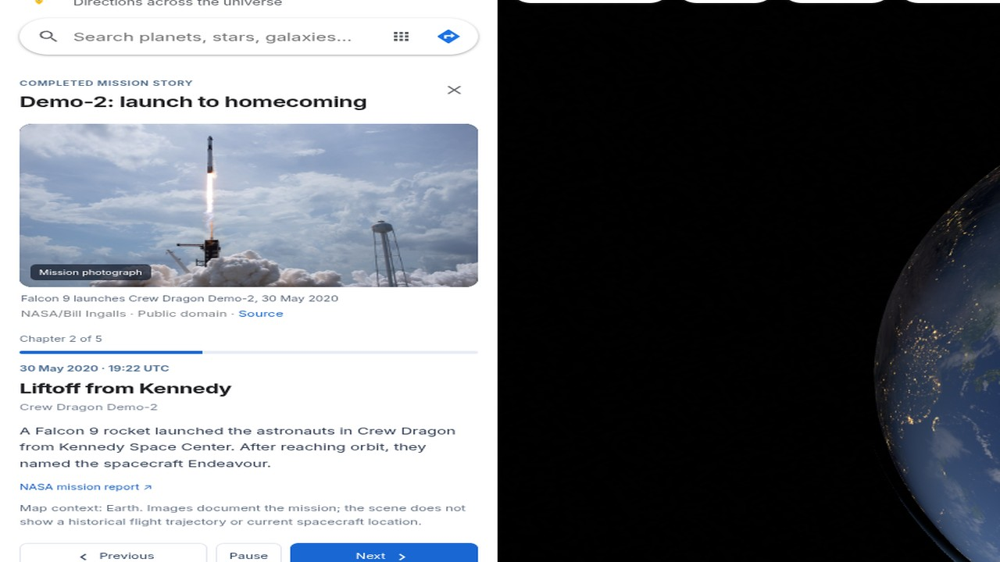 Directions across the universe
Search planets, stars, galaxies...
COMPLETED MISSION STORY
Demo-2: launch to homecoming
Mission photograph
Falcon 9 launches Crew Dragon Demo-2, 30 May 2020
NASA/Bill Ingalls · Public domain · Source
Chapter 2 of 5
30 May 2020 · 19:22 UTC
Liftoff from Kennedy
Crew Dragon Demo-2
A Falcon 9 rocket launched the astronauts in Crew Dragon
from Kennedy Space Center. After reaching orbit, they
named the spacecraft Endeavour.
NASA mission report ↗
Map context: Earth. Images document the mission; the scene does not
show a historical flight trajectory or current spacecraft location.
Previous
Pause
Next